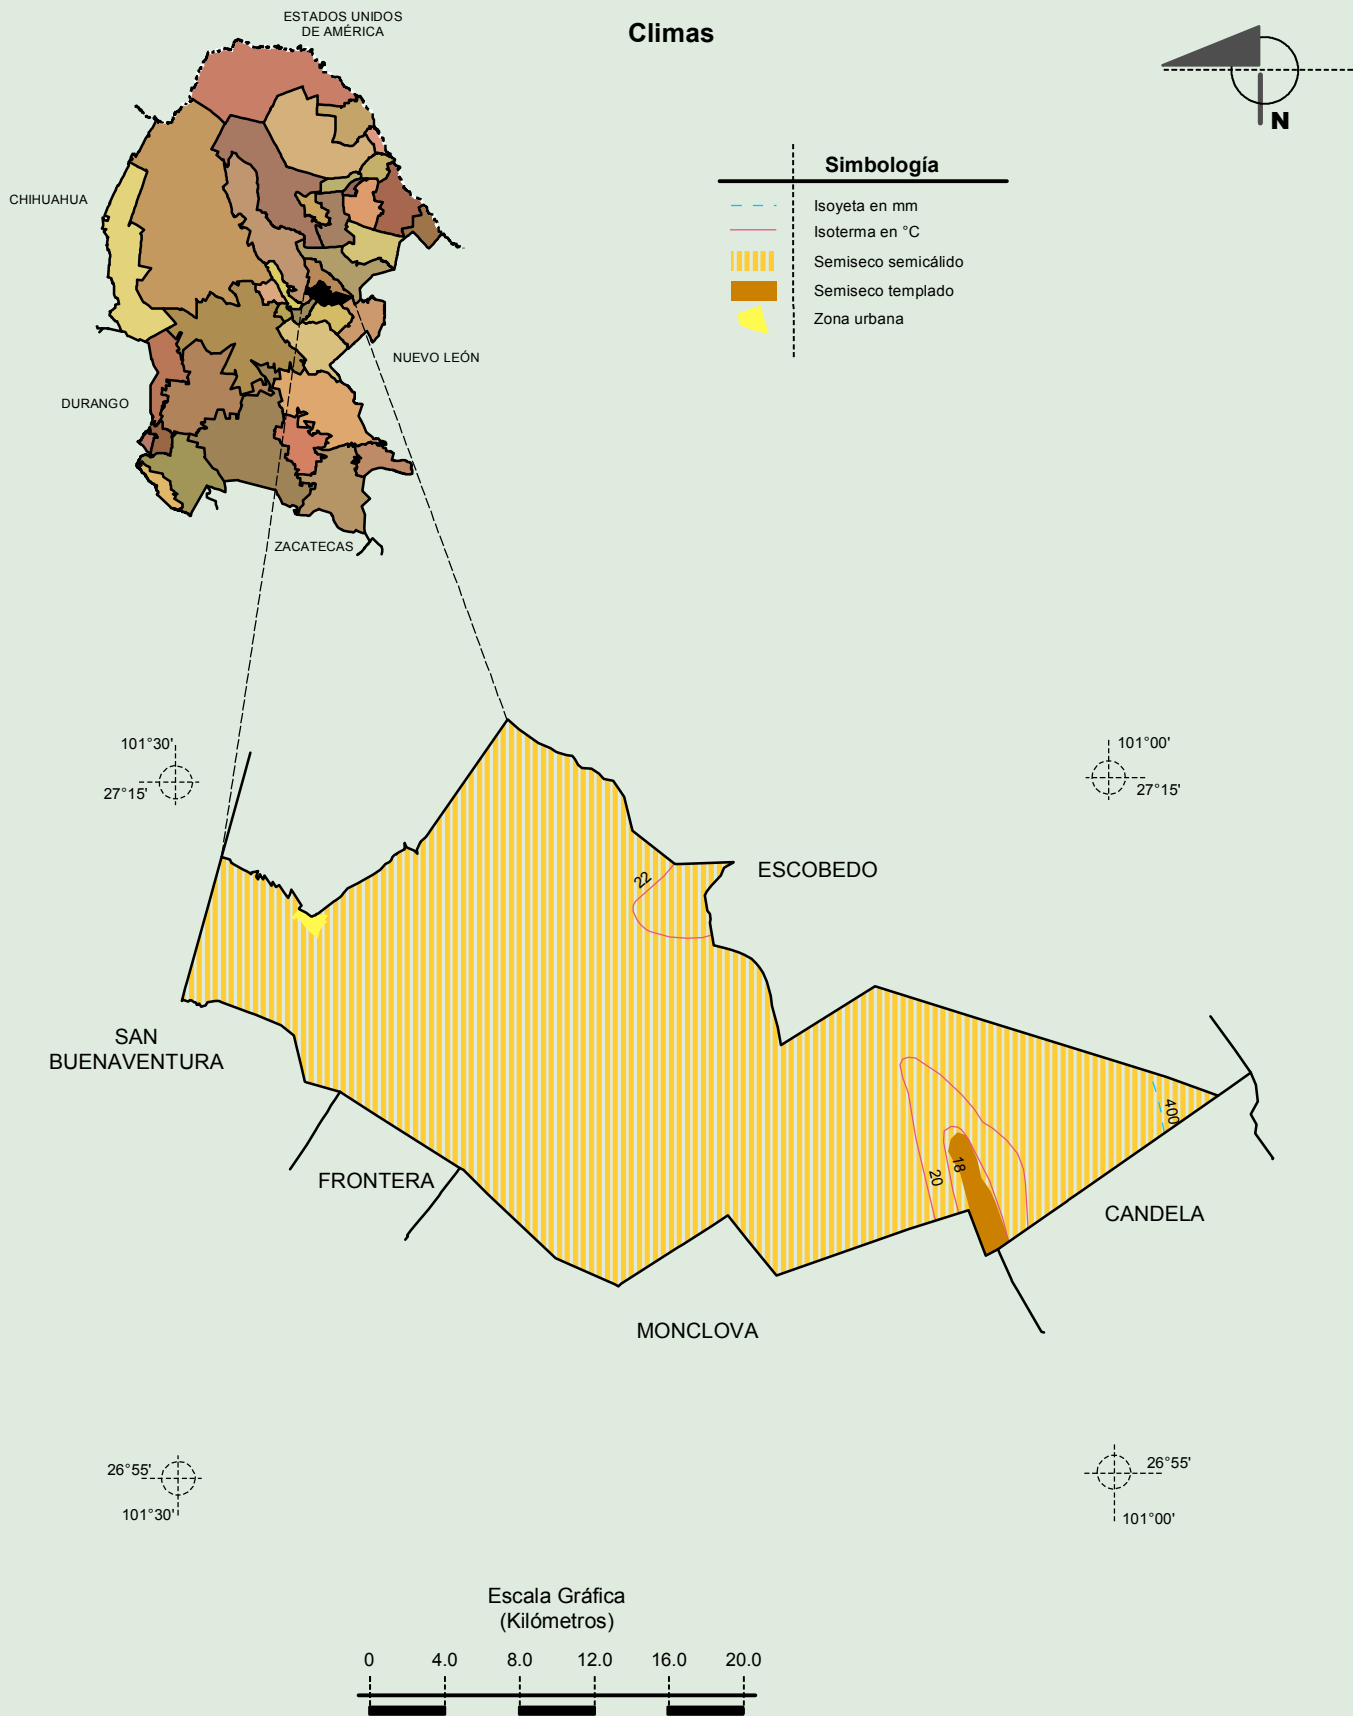 ESTADOS UNIDOS
DE AMÉRICA
Climas
N
CHIHUAHUA
Simbología
Isoyeta en mm
Isoterma en °C
Semiseco semicálido
Semiseco templado
Zona urbana
NUEVO LEÓN
DURANGO
ZACATECAS
101°30'
27°15'
101°00'
27°15'
22
ESCOBEDO
SAN
BUENAVENTURA
400
18
20
FRONTERA
CANDELA
MONCLOVA
26°55'
101°30'
26°55'
101°00'
Escala Gráfica
(Kilómetros)
0 4.0 8.0 12.0 16.0 20.0